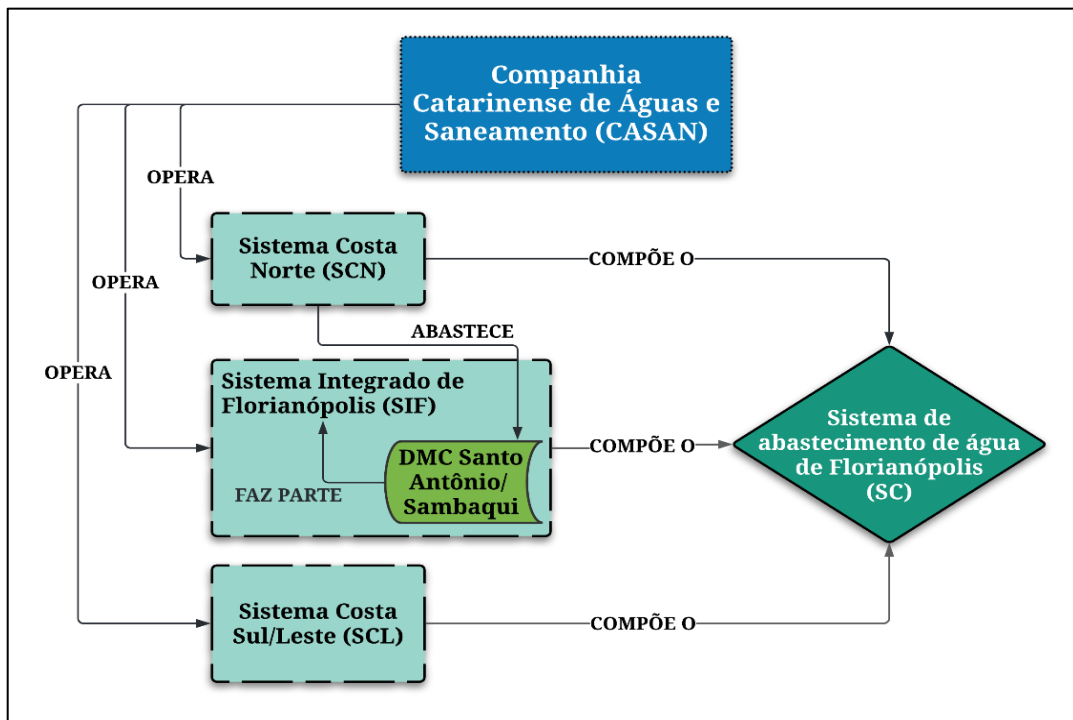 Companhia
Catarinense de Águas e
Saneamento (CASAN)
OPERA
Sistema Costa
Norte (SCN)
COMPÕE O
OPERA
ABASTECE
OPERA
Sistema Integrado de
Florianópolis (SIF)
DMC Santo
Antônio/
Sambaqui
FAZ PARTE
COMPÕE O
Sistema de
abastecimento de água
de Florianópolis
(SC)
Sistema Costa
Sul/Leste (SCL)
COMPÕE O